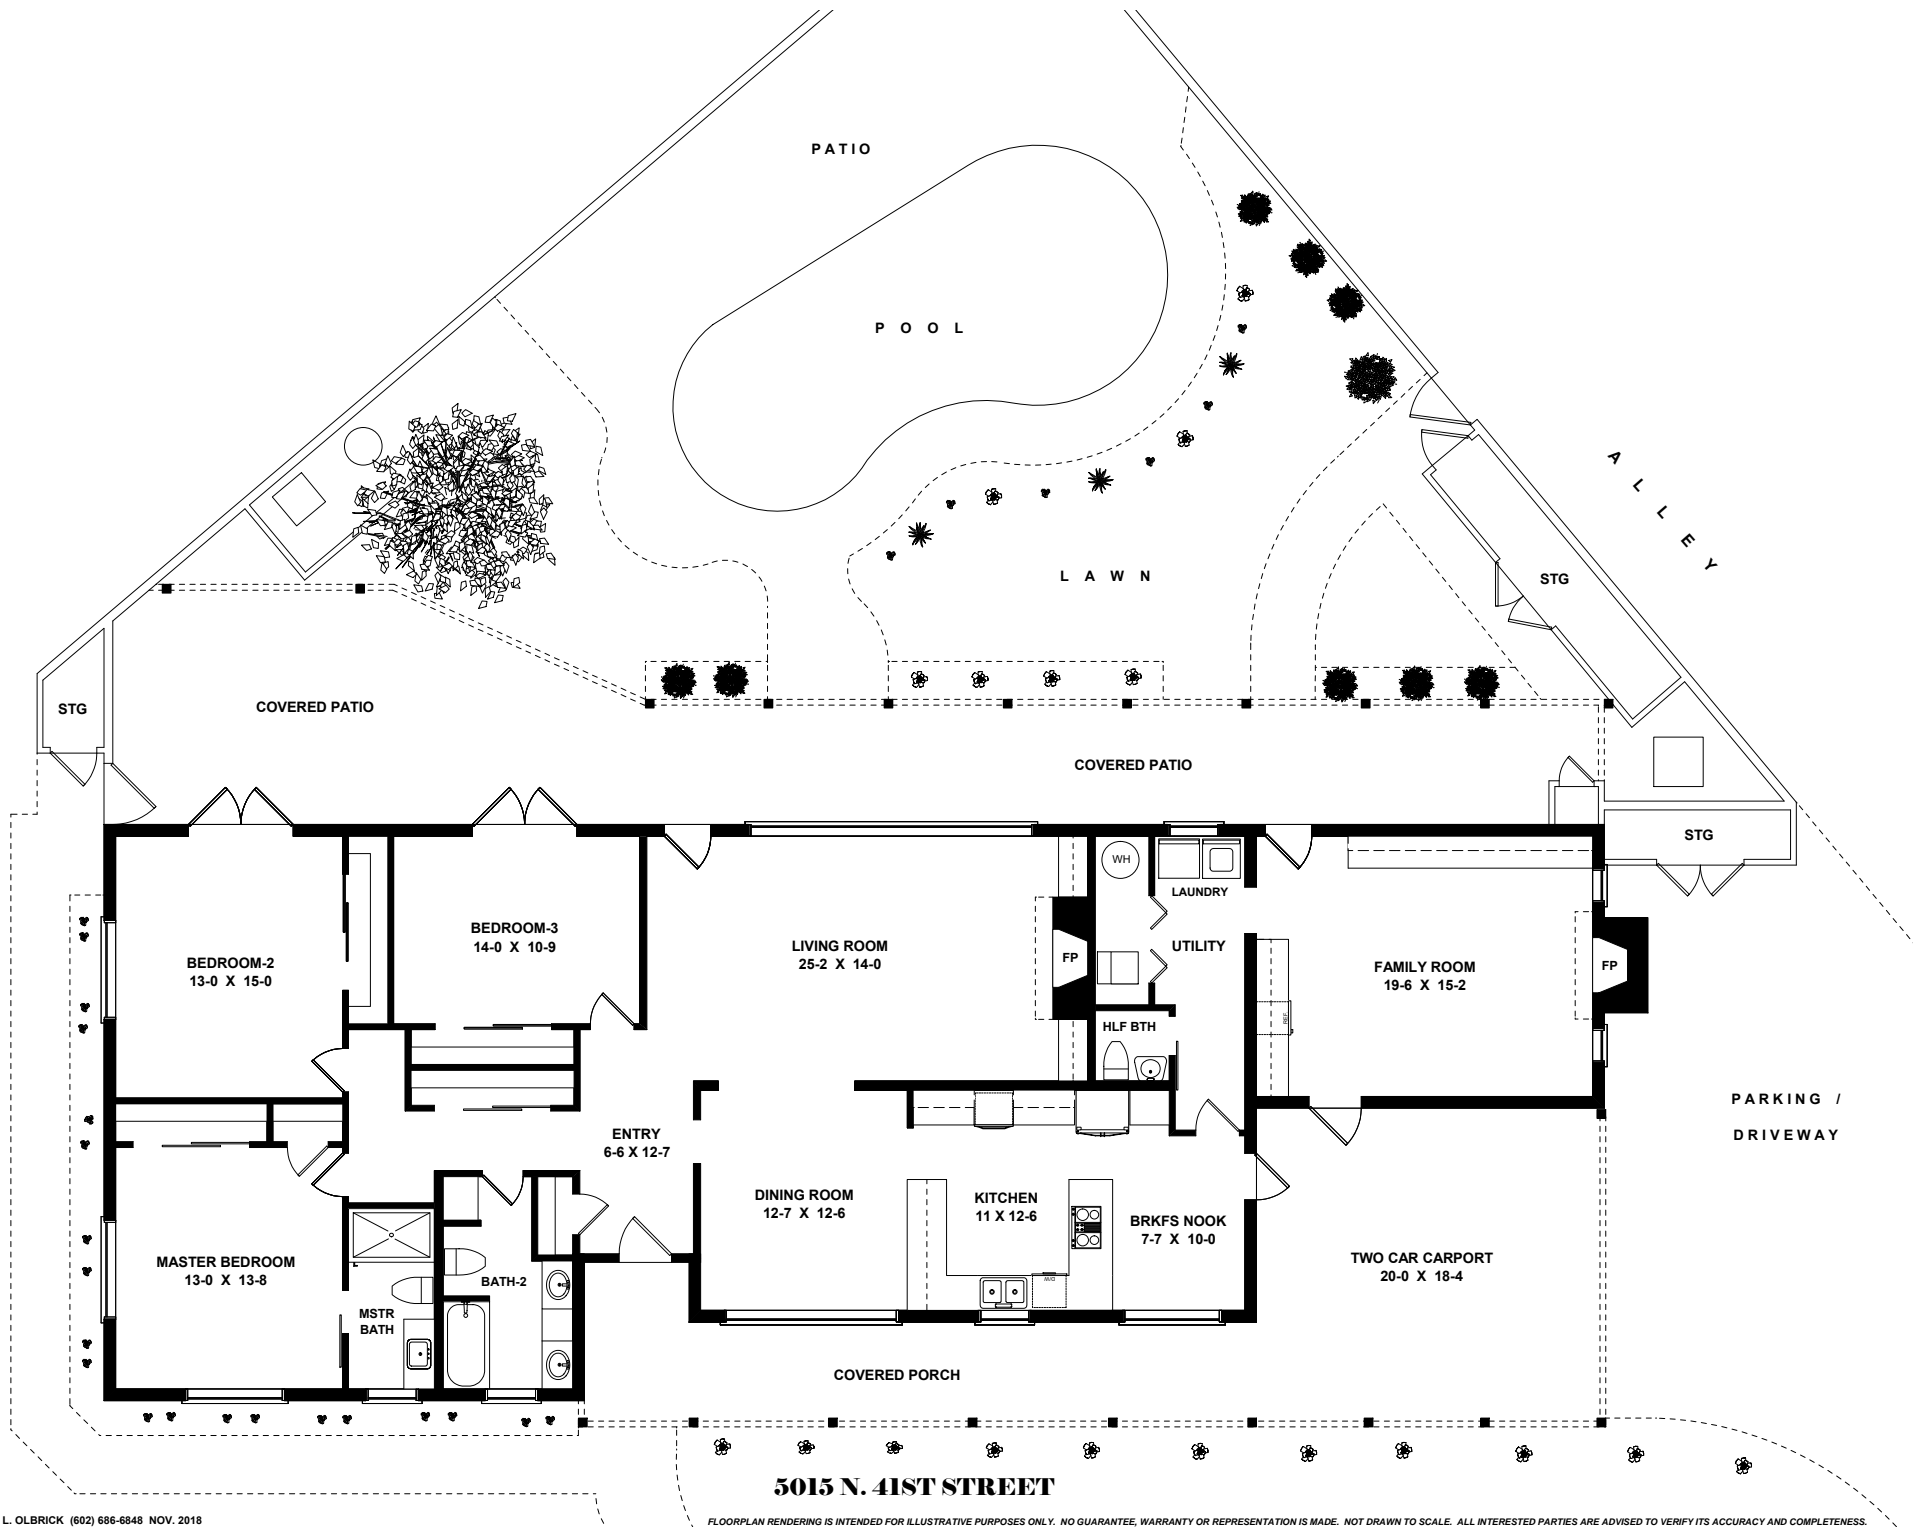 PATIO
POOL
ALLEY
LAWN
STG
STG
COVERED PATIO
COVERED PATIO
STG
WH
LAUNDRY
BEDROOM-3
14-0 X 10-9
LIVING ROOM
25-2 X 14-0
UTILITY
FP
BEDROOM-2
13-0 X 15-0
FAMILY ROOM
19-6 X 15-2
FP
REF.
HLF BTH
PARKING /
DRIVEWAY
ENTRY
6-6 X 12-7
DINING ROOM
12-7 X 12-6
KITCHEN
11 X 12-6
BRKFS NOOK
7-7 X 10-0
MASTER BEDROOM
13-0 X 13-8
TWO CAR CARPORT
20-0 X 18-4
BATH-2
D/W
MSTR
BATH
COVERED PORCH
5015 N. 41ST STREET
L. OLBRICK (602) 686-6848 NOV. 2018
FLOORPLAN RENDERING IS INTENDED FOR ILLUSTRATIVE PURPOSES ONLY. NO GUARANTEE, WARRANTY OR REPRESENTATION IS MADE. NOT DRAWN TO SCALE. ALL INTERESTED PARTIES ARE ADVISED TO VERIFY ITS ACCURACY AND COMPLETENESS.